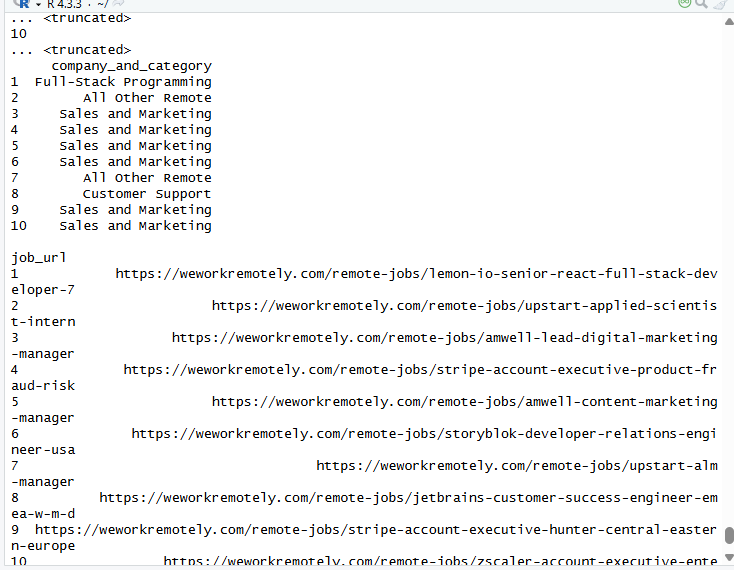 R 4.3.3 · ~/
... <truncated>
10
... <truncated>
company_and_category
1 Full-Stack Programming
2 All Other Remote
3 Sales and Marketing
4 Sales and Marketing
5 Sales and Marketing
6 Sales and Marketing
7 All Other Remote
8 Customer Support
9 Sales and Marketing
10 Sales and Marketing
job_url
1 https://weworkremotely.com/remote-jobs/lemon-io-senior-react-full-stack-dev
eloper-7
2 https://weworkremotely.com/remote-jobs/upstart-applied-scientis
t-intern
3 https://weworkremotely.com/remote-jobs/amwell-lead-digital-marketing
-manager
4 https://weworkremotely.com/remote-jobs/stripe-account-executive-product-fr
aud-risk
5 https://weworkremotely.com/remote-jobs/amwell-content-marketing
-manager
6 https://weworkremotely.com/remote-jobs/storyblok-developer-relations-engi
neer-usa
7 https://weworkremotely.com/remote-jobs/upstart-alm
-manager
8 https://weworkremotely.com/remote-jobs/jetbrains-customer-success-engineer-em
ea-w-m-d
9 https://weworkremotely.com/remote-jobs/stripe-account-executive-hunter-central-easter
n-europe
10 https://weworkremotely.com/remote-jobs/zscaler-account-executive-ente